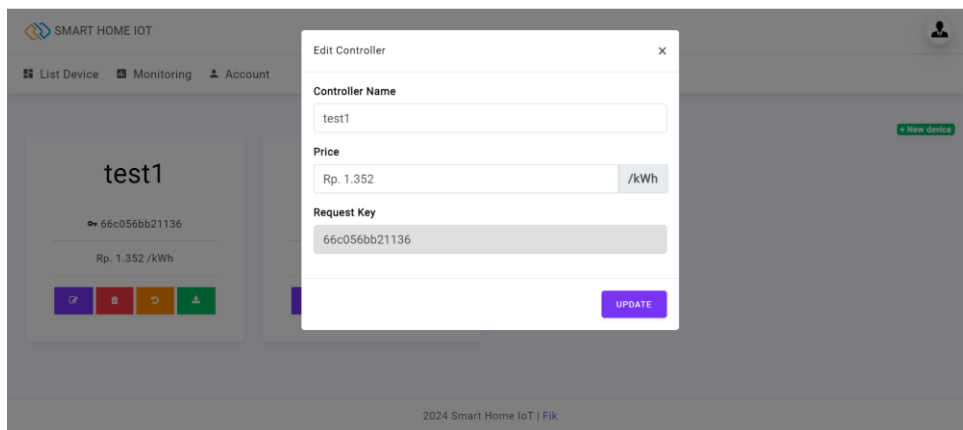 SMART HOME IOT
List Device
Monitoring
Account
Edit Controller
×
Controller Name
test1
Price
Rp. 1.352
/kWh
Request Key
66c056bb21136
UPDATE
+ New device
test1
66c056bb21136
Rp. 1.352 /kWh
2024 Smart Home IoT | Fik